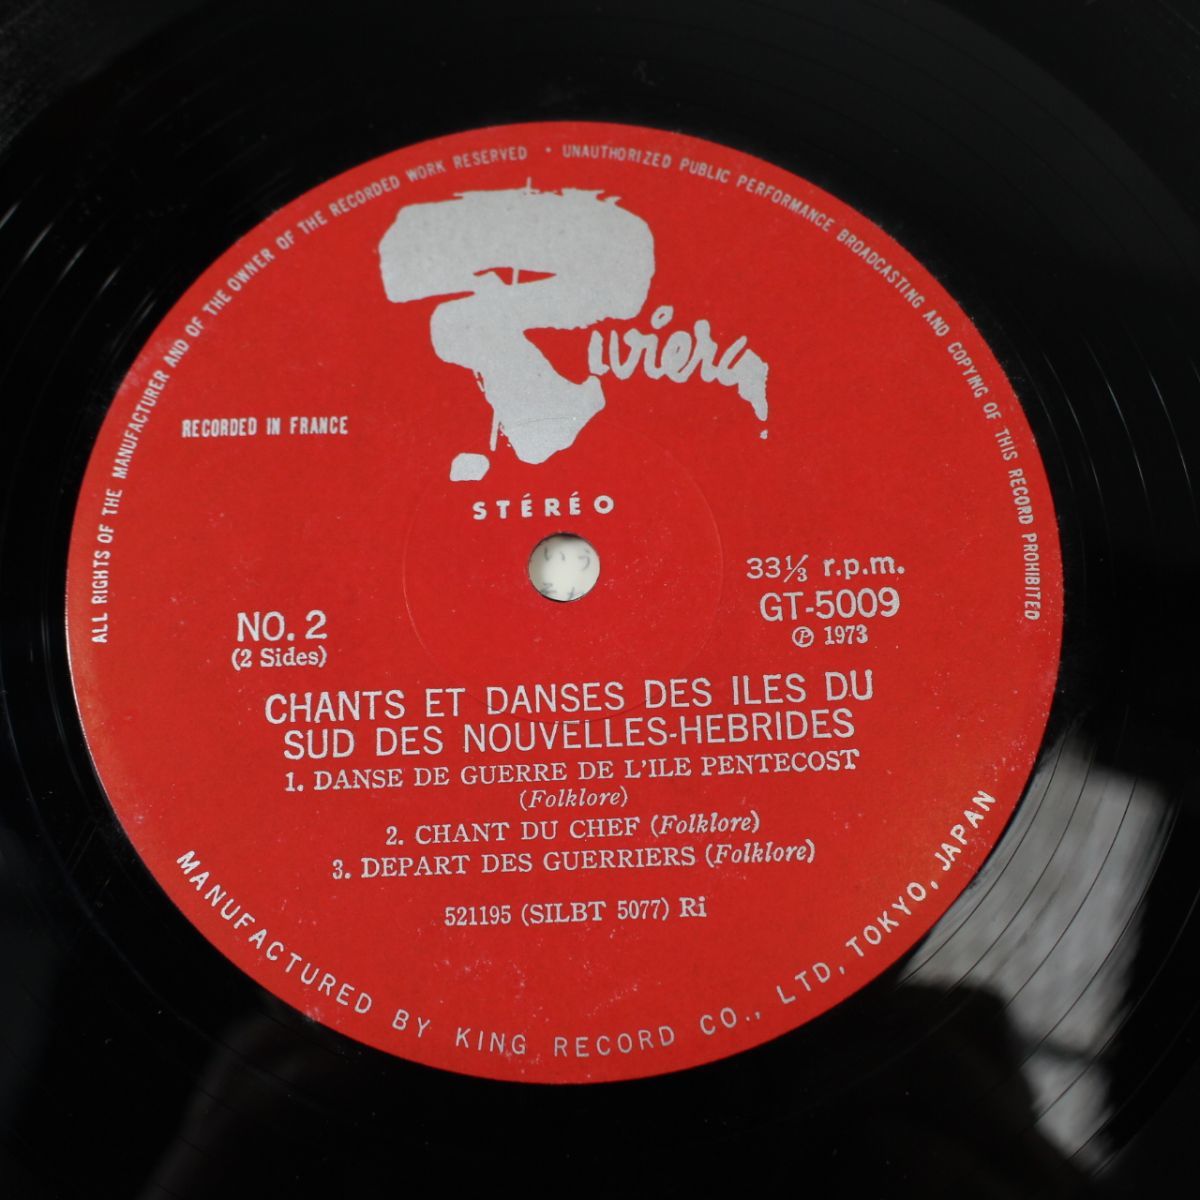 ALL RIGHTS OF THE MANUFACTURER AND OF THE OWNER OF THE RECORDED WORK RESERVED • UNAUTHORIZED PUBLIC PERFORMANCE BROADCASTING AND COPYING OF THIS RECORD PROHIBITED
Riviera
RECORDED IN FRANCE
STÉRÉO
33⅓ r.p.m.
GT-5009
℗ 1973
NO. 2
(2 Sides)
CHANTS ET DANSES DES ILES DU
SUD DES NOUVELLES-HEBRIDES
1. DANSE DE GUERRE DE L'ILE PENTECOST
(Folklore)
2. CHANT DU CHEF (Folklore)
3. DEPART DES GUERRIERS (Folklore)
521195 (SILBT 5077) Ri
MANUFACTURED BY KING RECORD CO., LTD, TOKYO, JAPAN